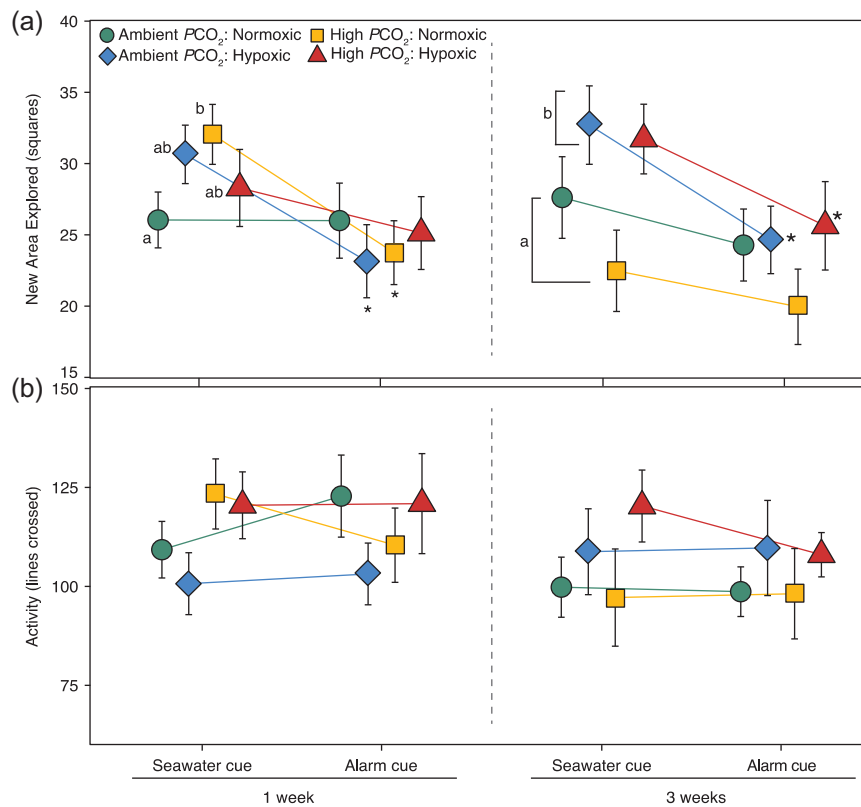 (a)
40
35
30
25
20
15
New Area Explored (squares)
Ambient PCO₂: Normoxic
High PCO₂: Normoxic
Ambient PCO₂: Hypoxic
High PCO₂: Hypoxic
b
ab
ab
a
*
*
b
a
*
*
(b)
150
125
100
75
Activity (lines crossed)
Seawater cue
Alarm cue
Seawater cue
Alarm cue
1 week
3 weeks